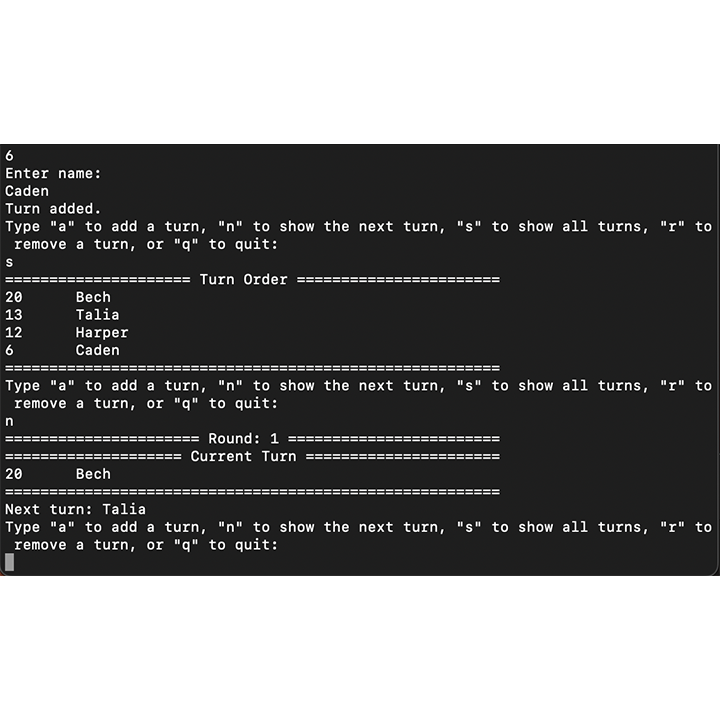 6
Enter name:
Caden
Turn added.
Type "a" to add a turn, "n" to show the next turn, "s" to show all turns, "r" to
remove a turn, or "q" to quit:
s
===================== Turn Order =======================
20      Bech
13      Talia
12      Harper
6       Caden
========================================================
Type "a" to add a turn, "n" to show the next turn, "s" to show all turns, "r" to
remove a turn, or "q" to quit:
n
====================== Round: 1 ========================
==================== Current Turn ======================
20      Bech
========================================================
Next turn: Talia
Type "a" to add a turn, "n" to show the next turn, "s" to show all turns, "r" to
remove a turn, or "q" to quit: